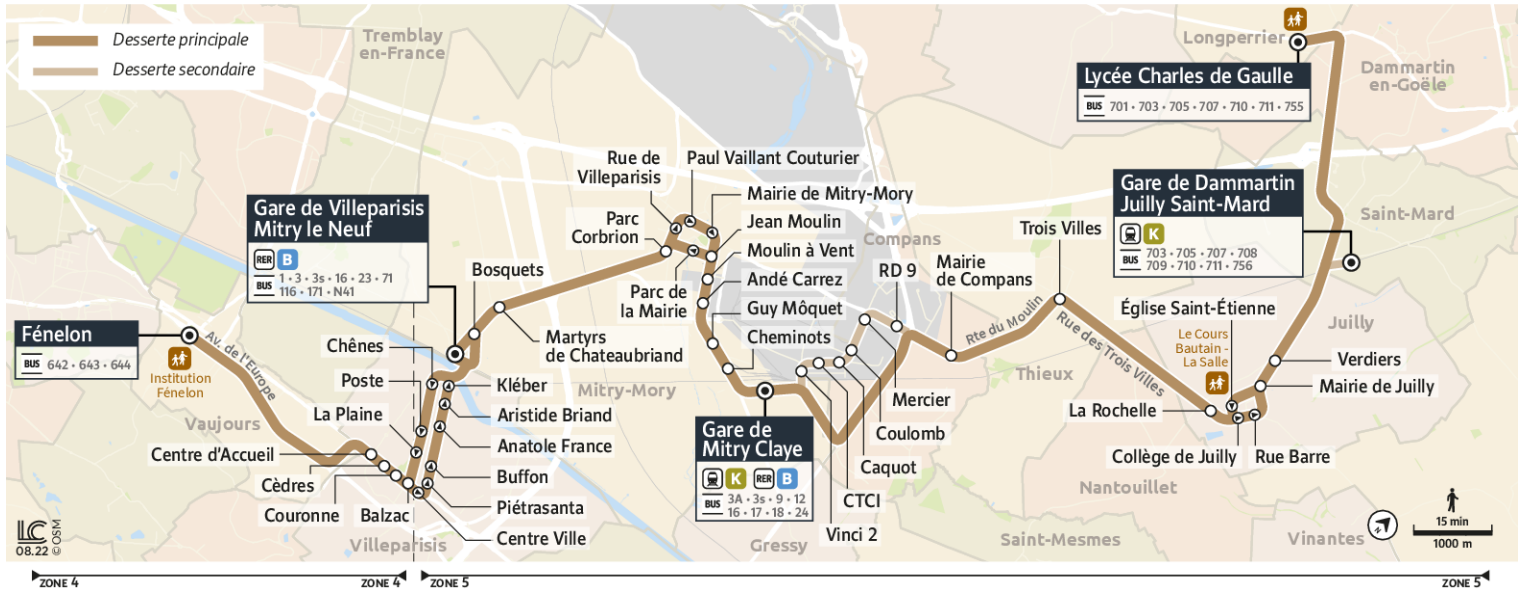 Desserte principale
Desserte secondaire
Tremblay
en-France
Longperrier
Dammartin
en-Goële
Lycée Charles de Gaulle
BUS 701 • 703 • 705 • 707 • 710 • 711 • 755
Gare de Villeparisis
Mitry le Neuf
RER B
BUS 1 • 3 • 3s • 16 • 23 • 71
116 • 171 • N41
Rue de
Villeparisis
Paul Vaillant Couturier
Mairie de Mitry-Mory
Parc
Corbrion
Jean Moulin
Moulin à Vent
Andé Carrez
Parc de
la Mairie
Guy Môquet
Cheminots
Compans
RD 9
Mairie
de Compans
Trois Villes
Gare de Dammartin
Juilly Saint-Mard
K
BUS 703 • 705 • 707 • 708
709 • 710 • 711 • 756
Saint-Mard
Église Saint-Étienne
Juilly
Le Cours
Bautain -
La Salle
Verdiers
Mairie de Juilly
Rte du Moulin
Rue des Trois Villes
Thieux
La Rochelle
Collège de Juilly
Rue Barre
Bosquets
Martyrs
de Chateaubriand
Fénelon
BUS 642 • 643 • 644
Institution
Fénelon
Av. de l'Europe
Vaujours
Chênes
Poste
La Plaine
Centre d'Accueil
Cèdres
Couronne
Balzac
Kléber
Aristide Briand
Anatole France
Buffon
Piétrasanta
Centre Ville
Mitry-Mory
Villeparisis
Gare de
Mitry Claye
K RER B
BUS 3A • 3s • 9 • 12
16 • 17 • 18 • 24
Mercier
Coulomb
Caquot
CTCI
Vinci 2
Gressy
Nantouillet
Saint-Mesmes
Vinantes
15 min
1000 m
LC
08.22 © OSM
ZONE 4
ZONE 4
ZONE 5
ZONE 5